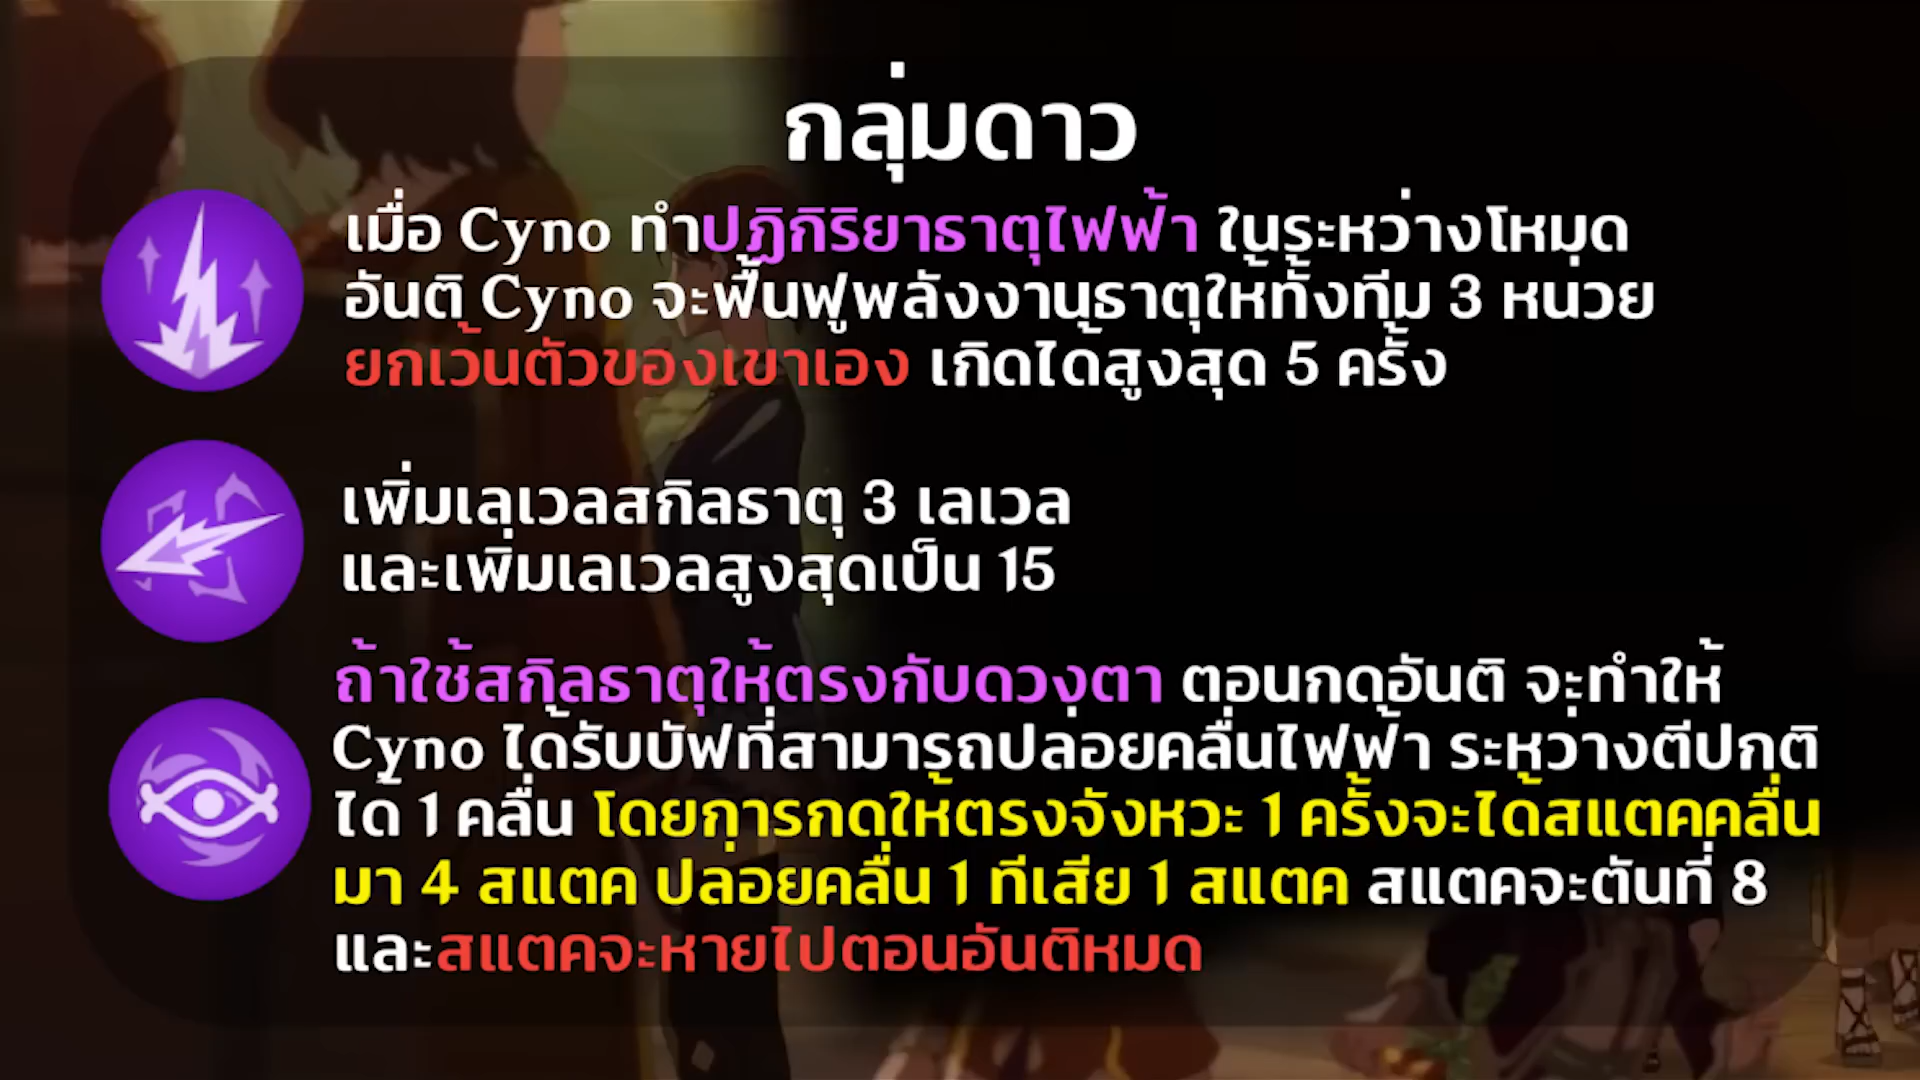 กลุ่มดาว
เมื่อ Cyno ทำปฏิกิริยาธาตุไฟฟ้า ในระหว่างโหมด
อันติ Cyno จะฟื้นฟูพลังงานธาตุให้ทั้งทีม 3 หน่วย
ยกเว้นตัวของเขาเอง เกิดได้สูงสุด 5 ครั้ง
เพิ่มเลเวลสกิลธาตุ 3 เลเวล
และเพิ่มเลเวลสูงสุดเป็น 15
ถ้าใช้สกิลธาตุให้ตรงกับดวงตา ตอนกดอันติ จะทำให้
Cyno ได้รับบัฟที่สามารถปล่อยคลื่นไฟฟ้า ระหว่างตีปกติ
ได้ 1 คลื่น โดยการกดให้ตรงจังหวะ 1 ครั้งจะได้สแตคคลื่น
มา 4 สแตค ปล่อยคลื่น 1 ทีเสีย 1 สแตค สแตคจะตันที่ 8
และสแตคจะหายไปตอนอันติหมด